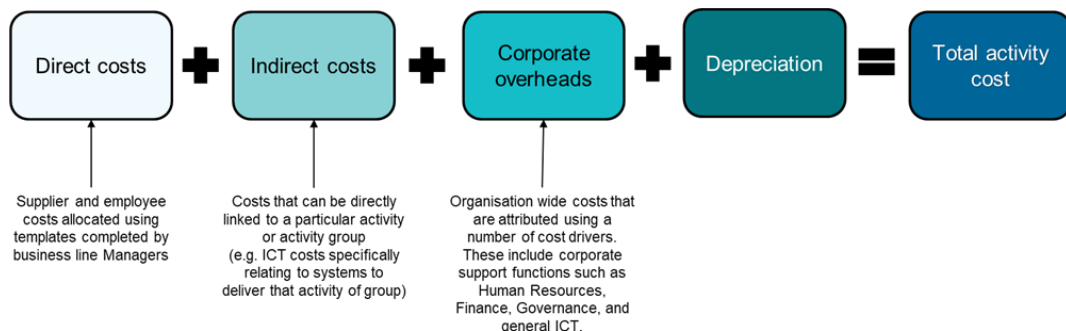 Direct costs
Indirect costs
Corporate
overheads
Depreciation
Total activity
cost
Supplier and employee
costs allocated using
templates completed by
business line Managers
Costs that can be directly
linked to a particular activity
or activity group
(e.g. ICT costs specifically
relating to systems to
deliver that activity of group)
Organisation wide costs that
are attributed using a
number of cost drivers.
These include corporate
support functions such as
Human Resources,
Finance, Governance, and
general ICT.